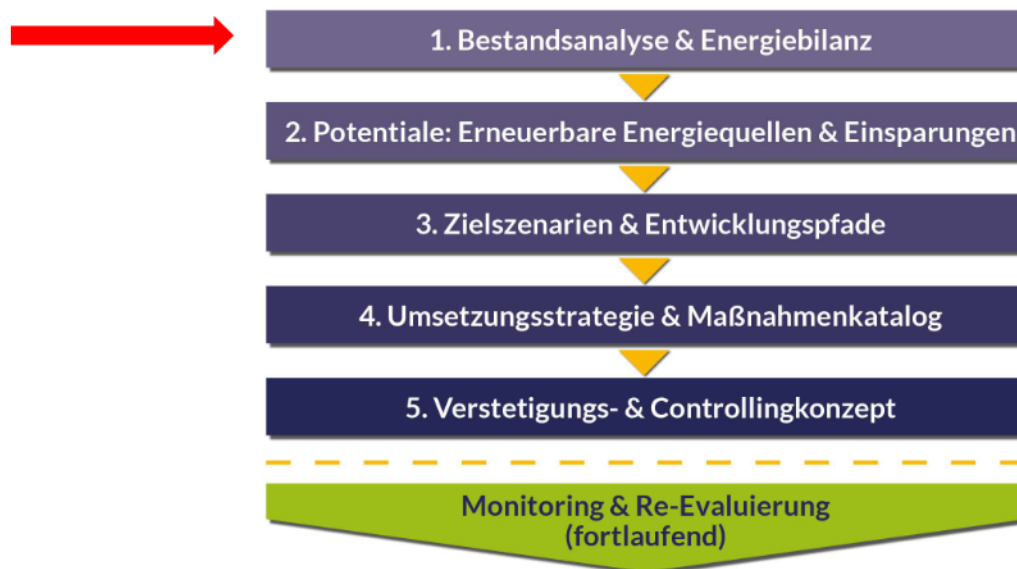 1. Bestandsanalyse & Energiebilanz
2. Potentiale: Erneuerbare Energiequellen & Einsparungen
3. Zielszenarien & Entwicklungspfade
4. Umsetzungsstrategie & Maßnahmenkatalog
5. Verstetigungs- & Controllingkonzept
Monitoring & Re-Evaluierung
(fortlaufend)